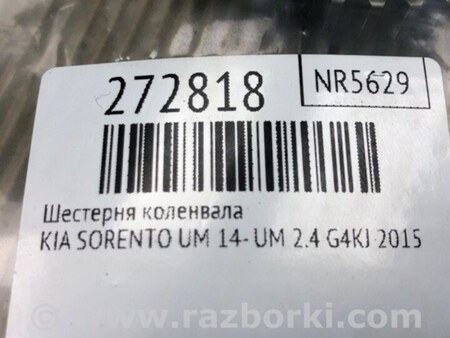 272818
NR5629
Шестерня коленвала
KIA SORENTO UM 14- UM 2.4 G4KJ 2015
© www.razborki.com